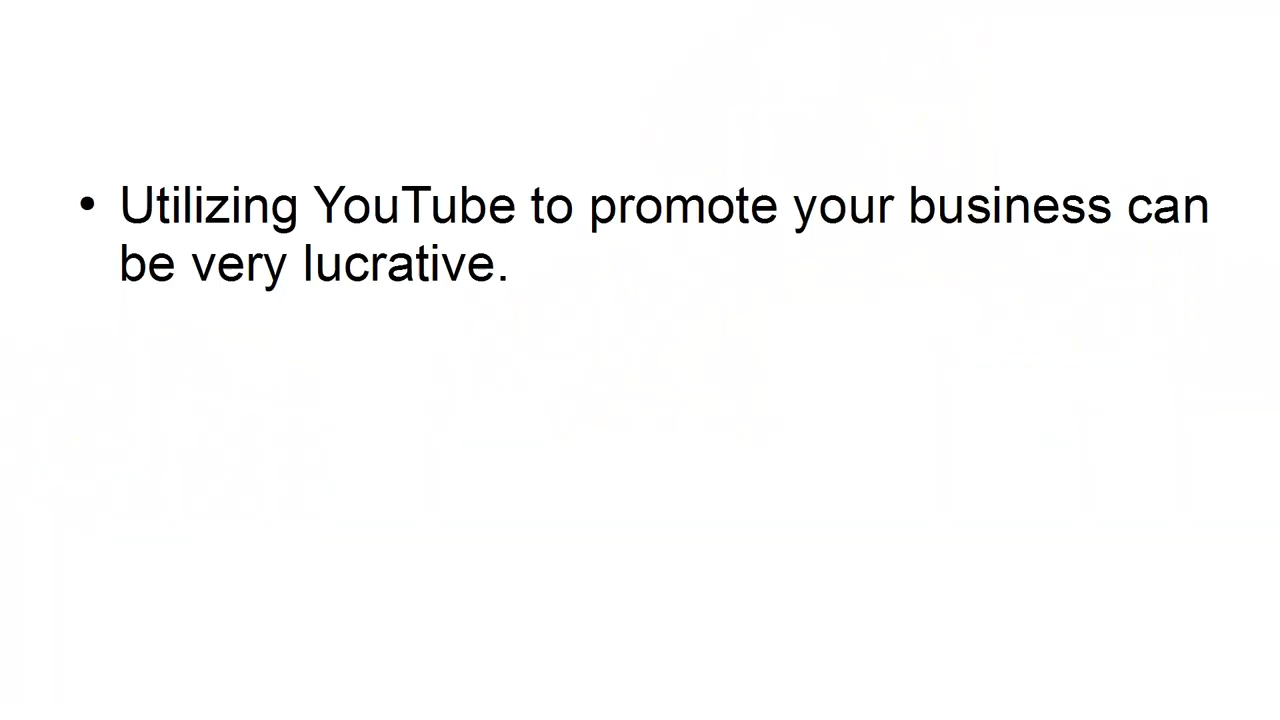 • Utilizing YouTube to promote your business can
be very lucrative.